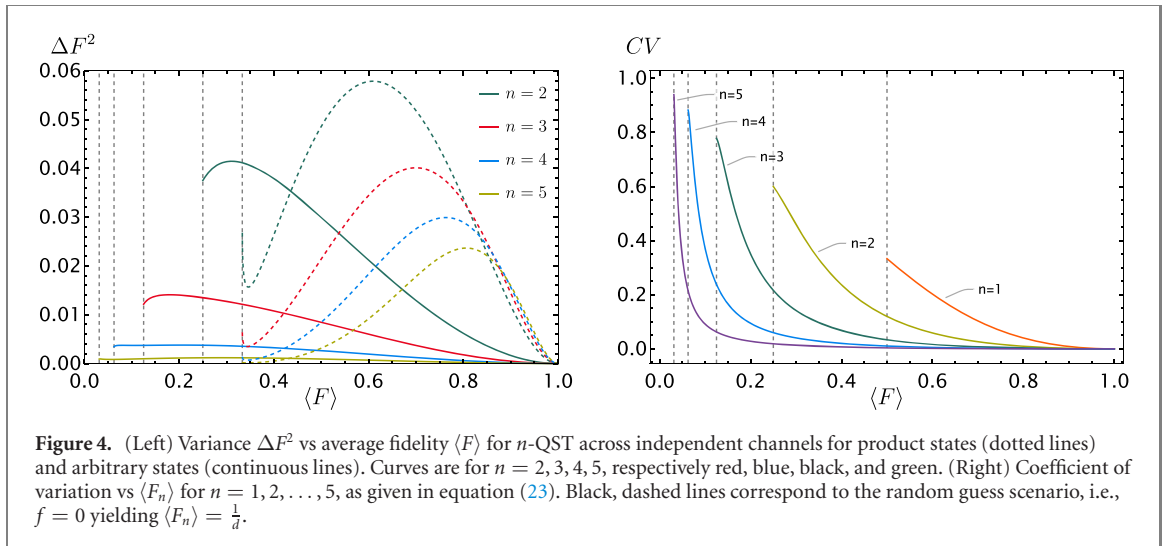 ΔF²
0.06
0.05
0.04
0.03
0.02
0.01
0.00
0.0 0.2 0.4 0.6 0.8 1.0
⟨F⟩
n = 2
n = 3
n = 4
n = 5
CV
1.0
0.8
0.6
0.4
0.2
0.0
0.0 0.2 0.4 0.6 0.8 1.0
⟨F⟩
n=5
n=4
n=3
n=2
n=1
Figure 4. (Left) Variance ΔF² vs average fidelity ⟨F⟩ for n-QST across independent channels for product states (dotted lines)
and arbitrary states (continuous lines). Curves are for n = 2, 3, 4, 5, respectively red, blue, black, and green. (Right) Coefficient of
variation vs ⟨Fₙ⟩ for n = 1, 2, . . . , 5, as given in equation (23). Black, dashed lines correspond to the random guess scenario, i.e.,
f = 0 yielding ⟨Fₙ⟩ = 1/d.